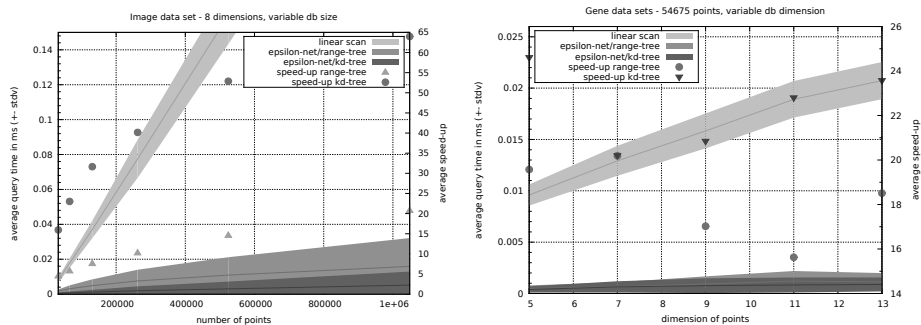 Image data set - 8 dimensions, variable db size
linear scan
epsilon-net/range-tree
epsilon-net/kd-tree
speed-up range-tree
speed-up kd-tree
average query time in ms (+- stdv)
0.14
0.12
0.1
0.08
0.06
0.04
0.02
0
65
60
55
50
45
40
35
30
25
20
15
10
5
0
average speed-up
200000
400000
600000
800000
1e+06
number of points
Gene data sets - 54675 points, variable db dimension
linear scan
epsilon-net/range-tree
epsilon-net/kd-tree
speed-up range-tree
speed-up kd-tree
average query time in ms (+- stdv)
0.025
0.02
0.015
0.01
0.005
0
26
24
22
20
18
16
14
average speed-up
5
6
7
8
9
10
11
12
13
dimension of points